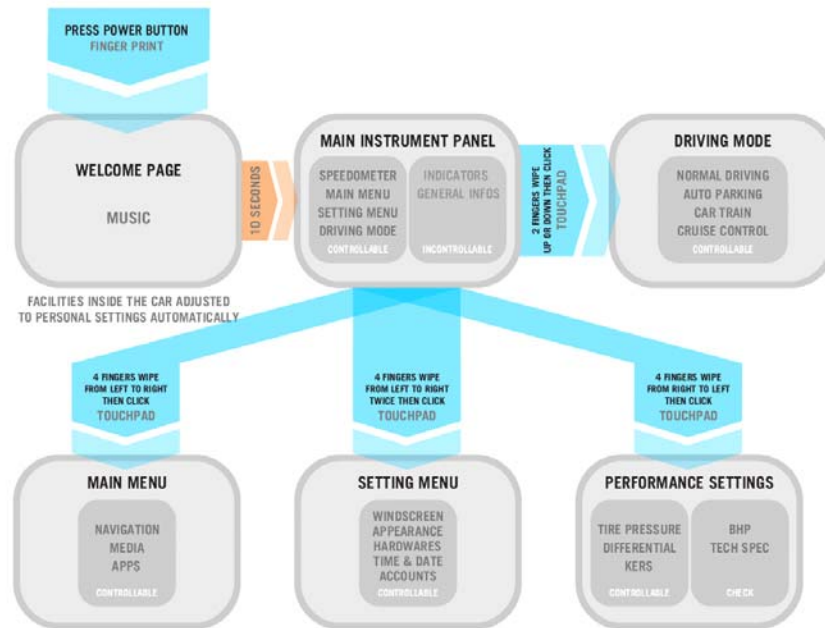 PRESS POWER BUTTON
FINGER PRINT
WELCOME PAGE
MUSIC
FACILITIES INSIDE THE CAR ADJUSTED
TO PERSONAL SETTINGS AUTOMATICALLY
10 SECONDS
MAIN INSTRUMENT PANEL
SPEEDOMETER
MAIN MENU
SETTING MENU
DRIVING MODE
CONTROLLABLE
INDICATORS
GENERAL INFOS
INCONTROLLABLE
2 FINGERS WIPE
UP OR DOWN THEN CLICK
TOUCHPAD
DRIVING MODE
NORMAL DRIVING
AUTO PARKING
CAR TRAIN
CRUISE CONTROL
CONTROLLABLE
4 FINGERS WIPE
FROM LEFT TO RIGHT
THEN CLICK
TOUCHPAD
MAIN MENU
NAVIGATION
MEDIA
APPS
CONTROLLABLE
4 FINGERS WIPE
FROM LEFT TO RIGHT
TWICE THEN CLICK
TOUCHPAD
SETTING MENU
WINDSCREEN
APPEARANCE
HARDWARES
TIME & DATE
ACCOUNTS
CONTROLLABLE
4 FINGERS WIPE
FROM RIGHT TO LEFT
THEN CLICK
TOUCHPAD
PERFORMANCE SETTINGS
TIRE PRESSURE
DIFFERENTIAL
KERS
CONTROLLABLE
BHP
TECH SPEC
CHECK